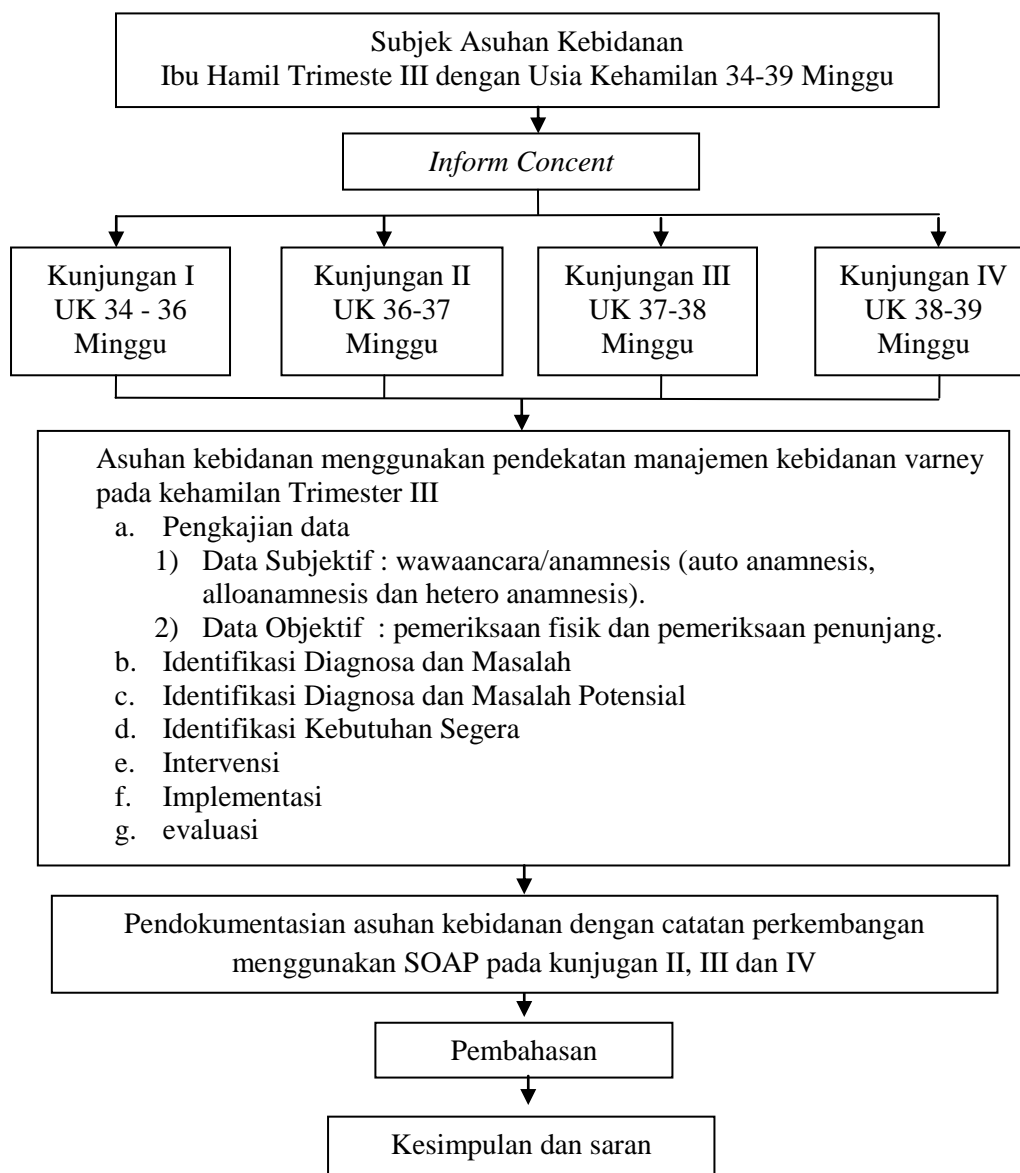 Subjek Asuhan Kebidanan
Ibu Hamil Trimeste III dengan Usia Kehamilan 34-39 Minggu
Inform Concent
Kunjungan I
UK 34 - 36
Minggu
Kunjungan II
UK 36-37
Minggu
Kunjungan III
UK 37-38
Minggu
Kunjungan IV
UK 38-39
Minggu
Asuhan kebidanan menggunakan pendekatan manajemen kebidanan varney
pada kehamilan Trimester III
a. Pengkajian data
1) Data Subjektif : wawaancara/anamnesis (auto anamnesis,
alloanamnesis dan hetero anamnesis).
2) Data Objektif : pemeriksaan fisik dan pemeriksaan penunjang.
b. Identifikasi Diagnosa dan Masalah
c. Identifikasi Diagnosa dan Masalah Potensial
d. Identifikasi Kebutuhan Segera
e. Intervensi
f. Implementasi
g. evaluasi
Pendokumentasian asuhan kebidanan dengan catatan perkembangan
menggunakan SOAP pada kunjugan II, III dan IV
Pembahasan
Kesimpulan dan saran